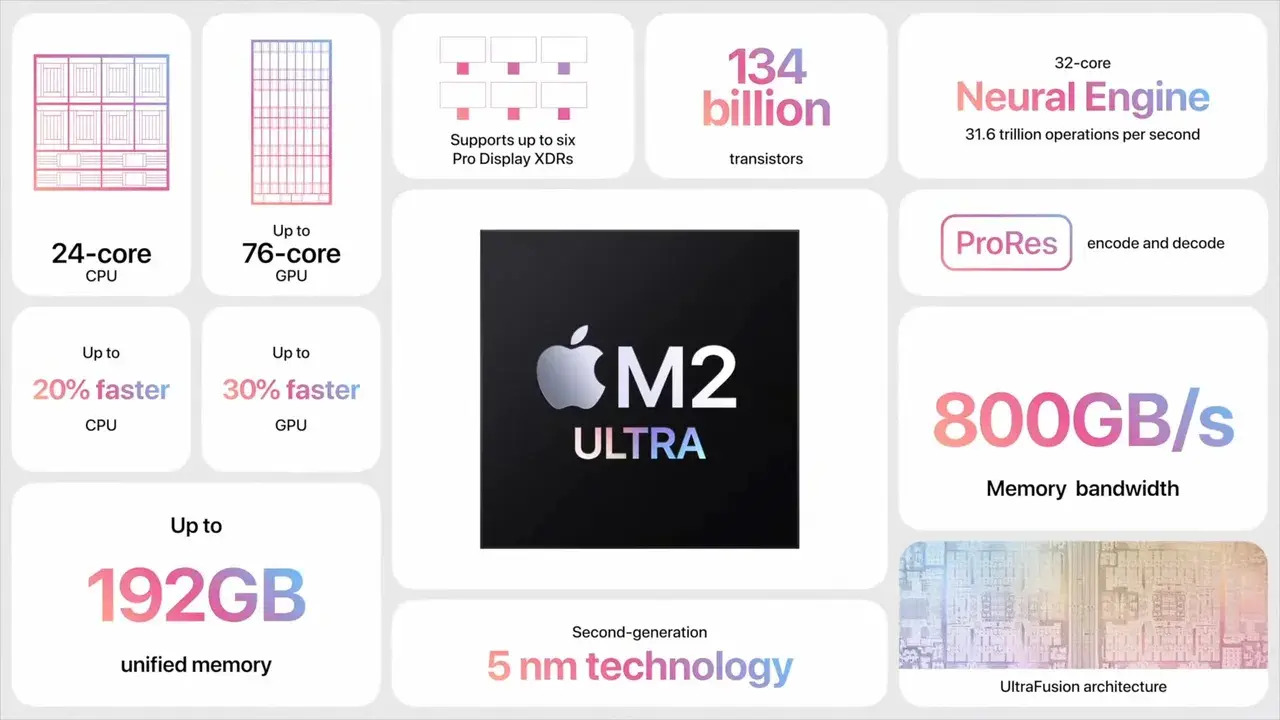 24-core
CPU
Up to
76-core
GPU
Supports up to six
Pro Display XDRs
134
billion
transistors
32-core
Neural Engine
31.6 trillion operations per second
ProRes
encode and decode
Up to
20% faster
CPU
Up to
30% faster
GPU
M2
ULTRA
800GB/s
Memory bandwidth
Up to
192GB
unified memory
Second-generation
5 nm technology
UltraFusion architecture